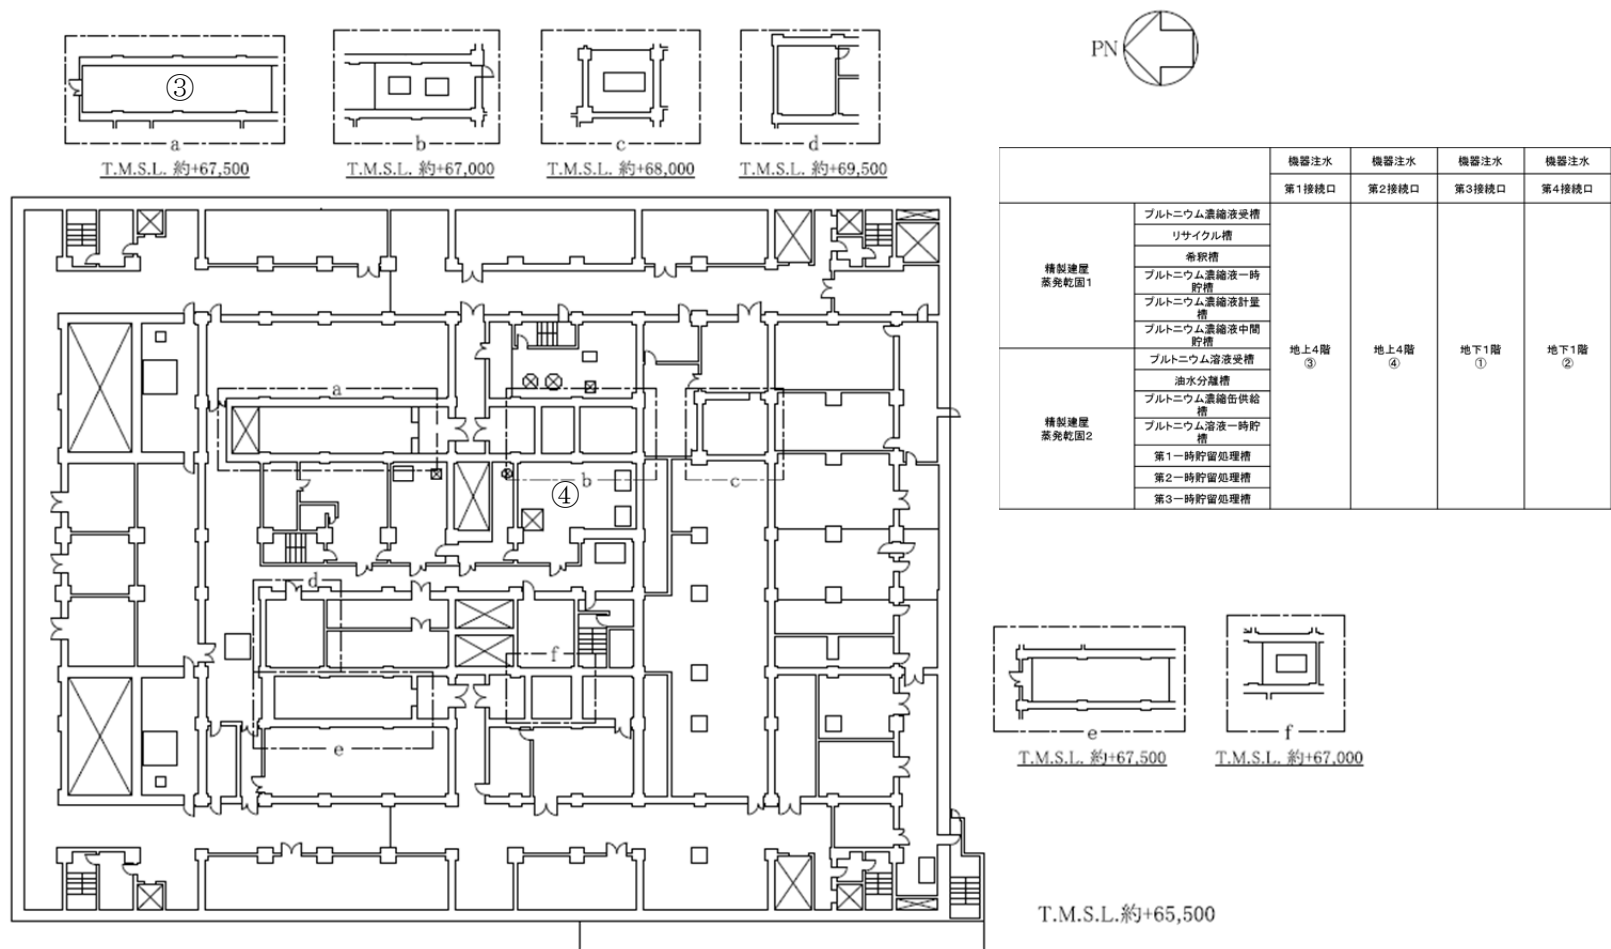 PN
③
a
T.M.S.L. 約+67,500
b
T.M.S.L. 約+67,000
c
T.M.S.L. 約+68,000
d
T.M.S.L. 約+69,500
機器注水 機器注水 機器注水 機器注水
第1接続口 第2接続口 第3接続口 第4接続口
精製建屋
蒸発乾固1
プルトニウム濃縮液受槽
リサイクル槽
希釈槽
プルトニウム濃縮液一時
貯槽
プルトニウム濃縮液計量
槽
プルトニウム濃縮液中間
貯槽
精製建屋
蒸発乾固2
プルトニウム溶液受槽
油水分離槽
プルトニウム濃縮缶供給
槽
プルトニウム溶液一時貯
槽
第1一時貯留処理槽
第2一時貯留処理槽
第3一時貯留処理槽
地上4階
③
地上4階
④
地下1階
①
地下1階
②
a
b
c
④
d
f
e
e
T.M.S.L. 約+67,500
f
T.M.S.L. 約+67,000
T.M.S.L.約+65,500